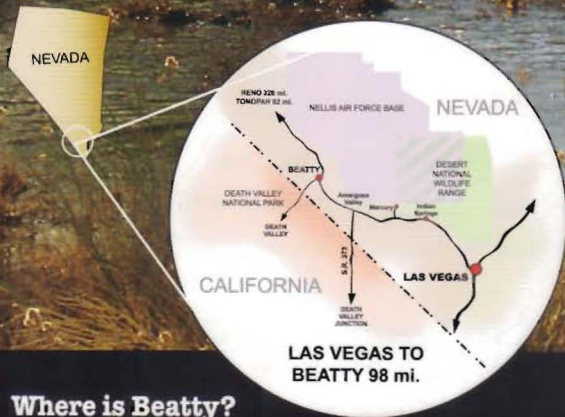 NEVADA
RENO 328 mi.
TONOPAH 92 mi.
NELLIS AIR FORCE BASE
NEVADA
BEATTY
DESERT
NATIONAL
WILDLIFE
RANGE
DEATH VALLEY
NATIONAL PARK
Amargosa
Valley
Mercury
Indian
Springs
DEATH
VALLEY
S.R. 373
CALIFORNIA
LAS VEGAS
DEATH
VALLEY
JUNCTION
LAS VEGAS TO
BEATTY 98 mi.
Where is Beatty?